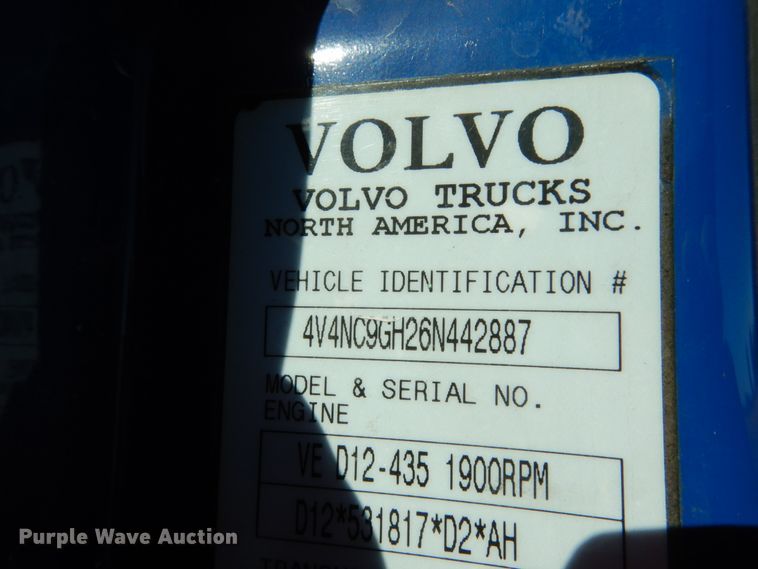 VOLVO
VOLVO TRUCKS
NORTH AMERICA, INC.
VEHICLE IDENTIFICATION #
4V4NC9GH26N442887
MODEL & SERIAL NO.
ENGINE
VE D12-435 1900RPM
D12*531817*D2*AH
Purple Wave Auction